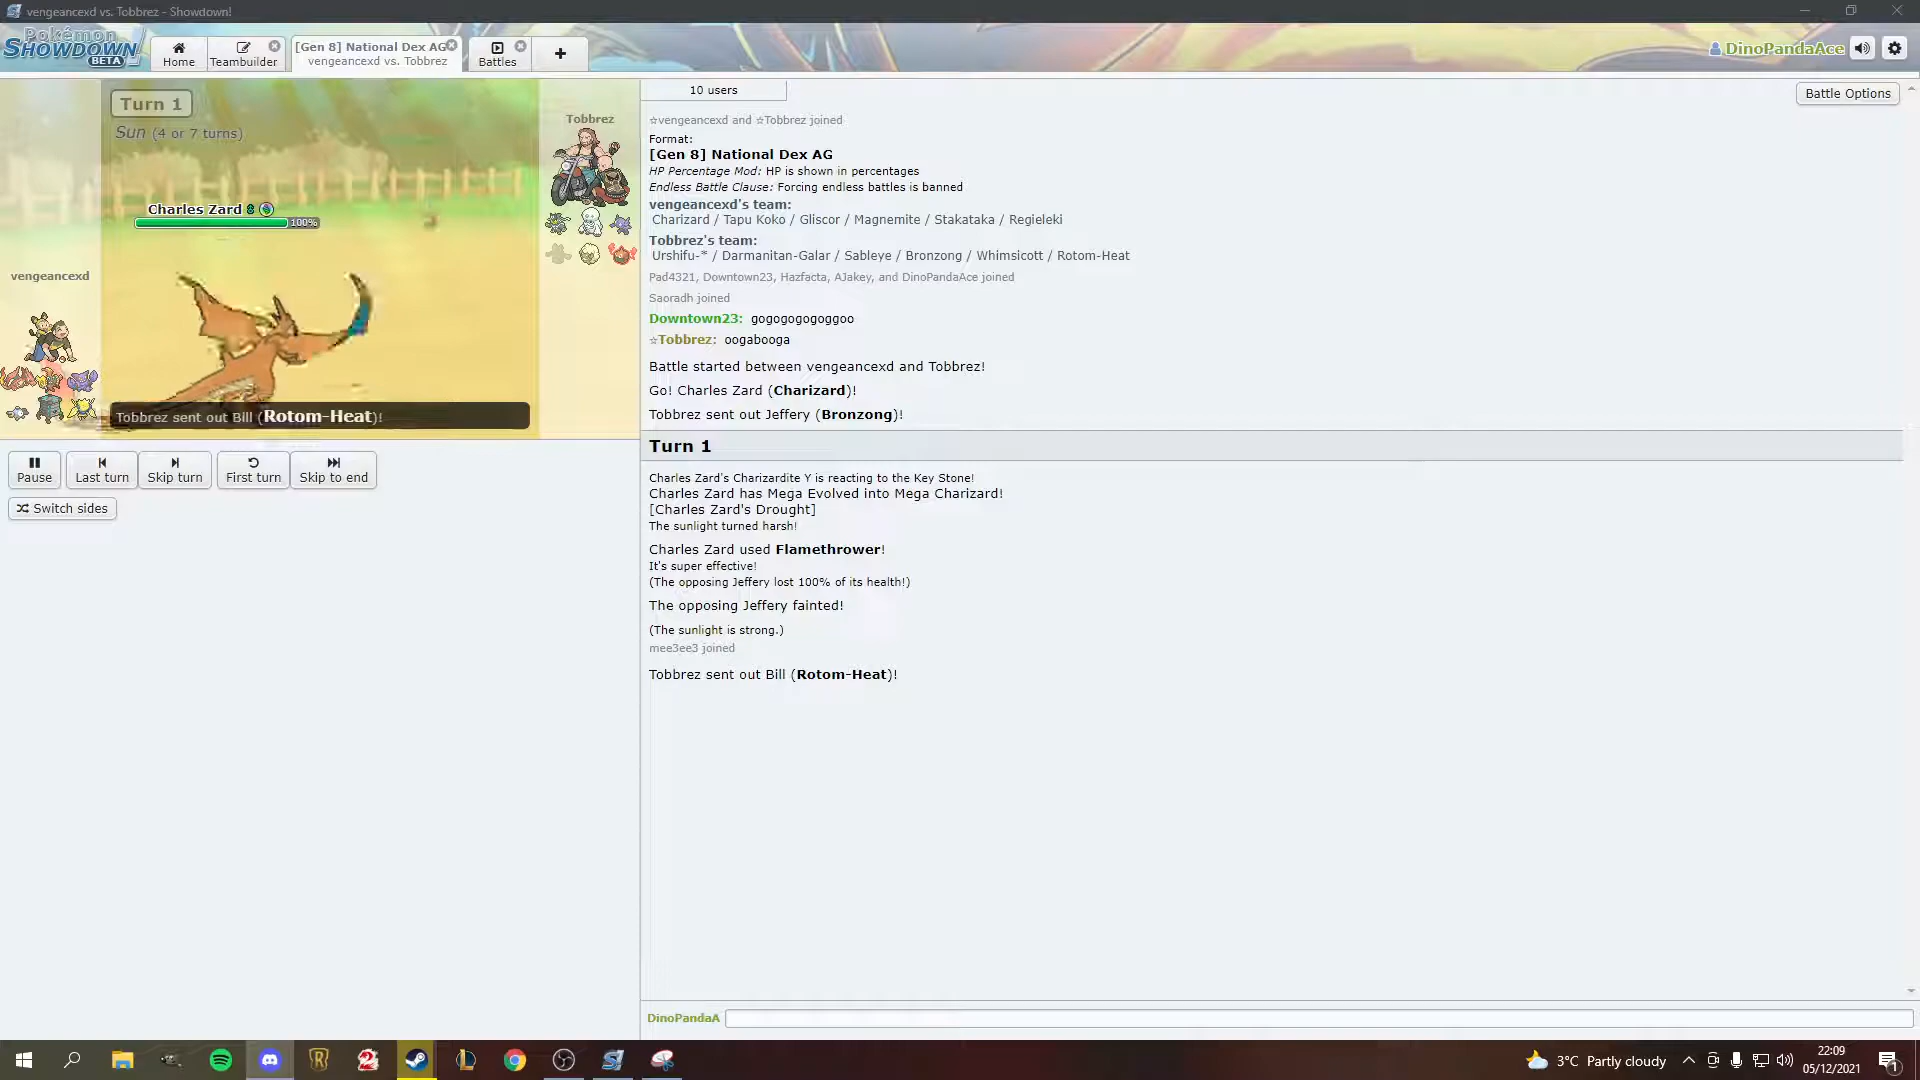 vengeancexd vs. Tobbrez - Showdown!
Pokémon
SHOWDOWN!
BETA
Home
Teambuilder
[Gen 8] National Dex AG
vengeancexd vs. Tobbrez
Battles
+
DinoPandaAce
Turn 1
Sun (4 or 7 turns)
Charles Zard
100%
vengeancexd
Tobbrez
Tobbrez sent out Bill (Rotom-Heat)!
Pause
Last turn
Skip turn
First turn
Skip to end
Switch sides
10 users
Battle Options
☆vengeancexd and ☆Tobbrez joined
Format:
[Gen 8] National Dex AG
HP Percentage Mod: HP is shown in percentages
Endless Battle Clause: Forcing endless battles is banned
vengeancexd's team:
Charizard / Tapu Koko / Gliscor / Magnemite / Stakataka / Regieleki
Tobbrez's team:
Urshifu-* / Darmanitan-Galar / Sableye / Bronzong / Whimsicott / Rotom-Heat
Pad4321, Downtown23, Hazfacta, AJakey, and DinoPandaAce joined
Saoradh joined
Downtown23: gogogogogoggoo
☆Tobbrez: oogabooga
Battle started between vengeancexd and Tobbrez!
Go! Charles Zard (Charizard)!
Tobbrez sent out Jeffery (Bronzong)!
Turn 1
Charles Zard's Charizardite Y is reacting to the Key Stone!
Charles Zard has Mega Evolved into Mega Charizard!
[Charles Zard's Drought]
The sunlight turned harsh!
Charles Zard used Flamethrower!
It's super effective!
(The opposing Jeffery lost 100% of its health!)
The opposing Jeffery fainted!
(The sunlight is strong.)
mee3ee3 joined
Tobbrez sent out Bill (Rotom-Heat)!
DinoPandaA
3°C Partly cloudy
22:09
05/12/2021
1